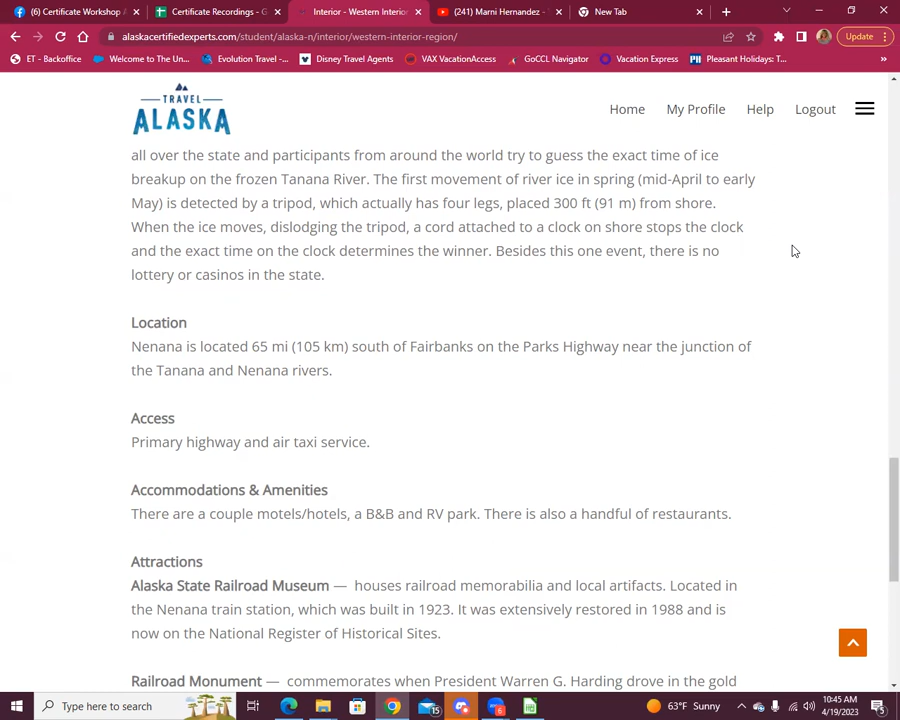 (6) Certificate Workshop A
Certificate Recordings - G
Interior - Western Interior
(241) Marni Hernandez -
New Tab
alaskacertifiedexperts.com/student/alaska-n/interior/western-interior-region/
Update
ET - Backoffice
Welcome to The Un...
Evolution Travel -...
Disney Travel Agents
VAX VacationAccess
GoCCL Navigator
Vacation Express
Pleasant Holidays: T...
TRAVEL
ALASKA
Home
My Profile
Help
Logout
all over the state and participants from around the world try to guess the exact time of ice
breakup on the frozen Tanana River. The first movement of river ice in spring (mid-April to early
May) is detected by a tripod, which actually has four legs, placed 300 ft (91 m) from shore.
When the ice moves, dislodging the tripod, a cord attached to a clock on shore stops the clock
and the exact time on the clock determines the winner. Besides this one event, there is no
lottery or casinos in the state.
Location
Nenana is located 65 mi (105 km) south of Fairbanks on the Parks Highway near the junction of
the Tanana and Nenana rivers.
Access
Primary highway and air taxi service.
Accommodations & Amenities
There are a couple motels/hotels, a B&B and RV park. There is also a handful of restaurants.
Attractions
Alaska State Railroad Museum — houses railroad memorabilia and local artifacts. Located in
the Nenana train station, which was built in 1923. It was extensively restored in 1988 and is
now on the National Register of Historical Sites.
Railroad Monument — commemorates when President Warren G. Harding drove in the gold
Type here to search
15
6
63°F Sunny
10:45 AM
4/19/2023
5